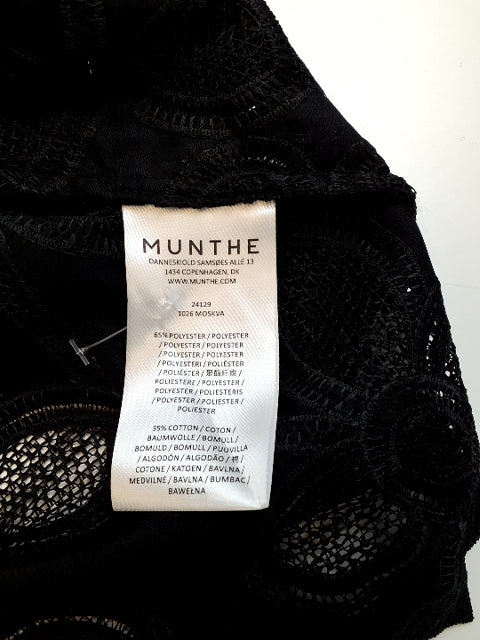 MUNTHE
DANNESKIOLD SAMSØES ALLÉ 13
1434 COPENHAGEN, DK
WWW.MUNTHE.COM
24129
1026 MOSKVA
65% POLYESTER / POLYESTER
/ POLYESTER / POLYESTER
/ POLYESTER / POLYESTER
/ POLYESTERI / POLIÉSTER
/ POLIÉSTER / 聚酯纤维 /
POLIESTERE / POLYESTER /
POLYESTER / POLIESTERIS
/ POLYESTER / POLIESTER /
POLIESTER
35% COTTON / COTON /
BAUMWOLLE / BOMULL /
BOMULD / BOMULL / PUUVILLA
/ ALGODÓN / ALGODÃO / 棉 /
COTONE / KATOEN / BAVLNA /
MEDVILNĖ / BAVLNA / BUMBAC /
BAWEŁNA